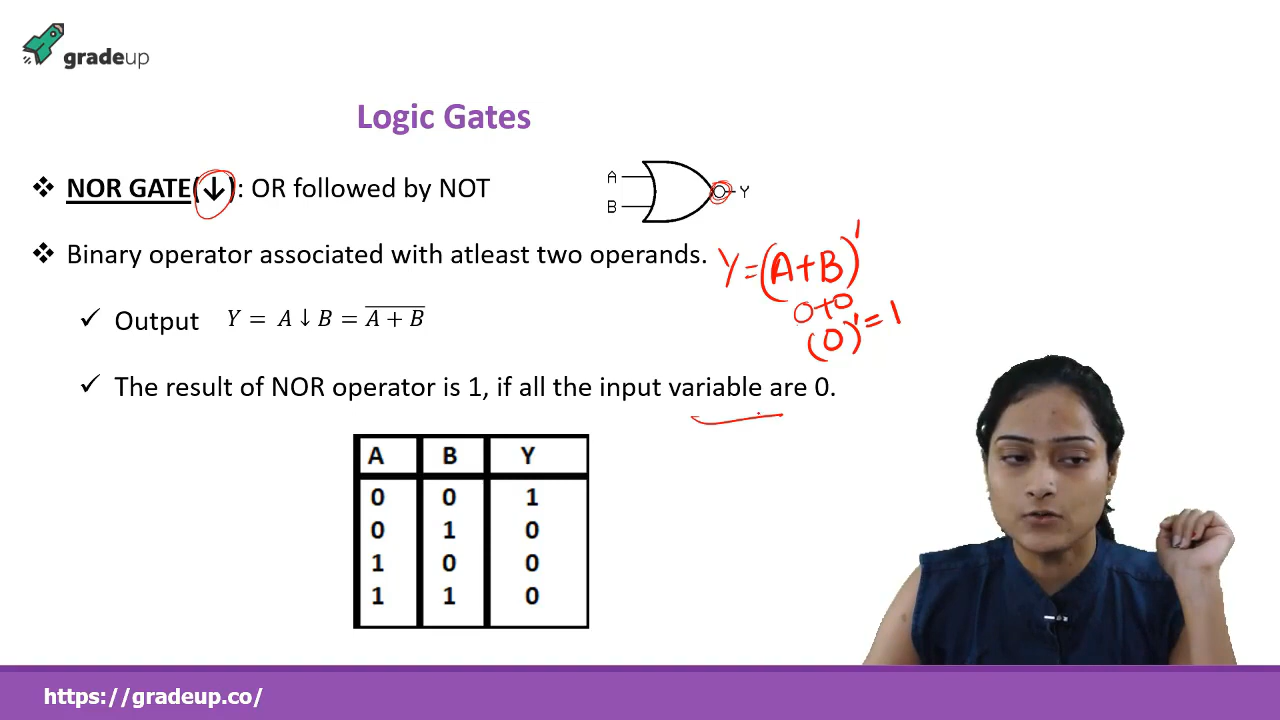 gradeup
Logic Gates
❖ NOR GATE(↓): OR followed by NOT
A
B
Y
❖ Binary operator associated with atleast two operands.
Y=(A+B)'
0+0
(0)'=1
✓ Output Y = A ↓ B = \overline{A + B}
✓ The result of NOR operator is 1, if all the input variable are 0.
A B Y
0 0 1
0 1 0
1 0 0
1 1 0
https://gradeup.co/